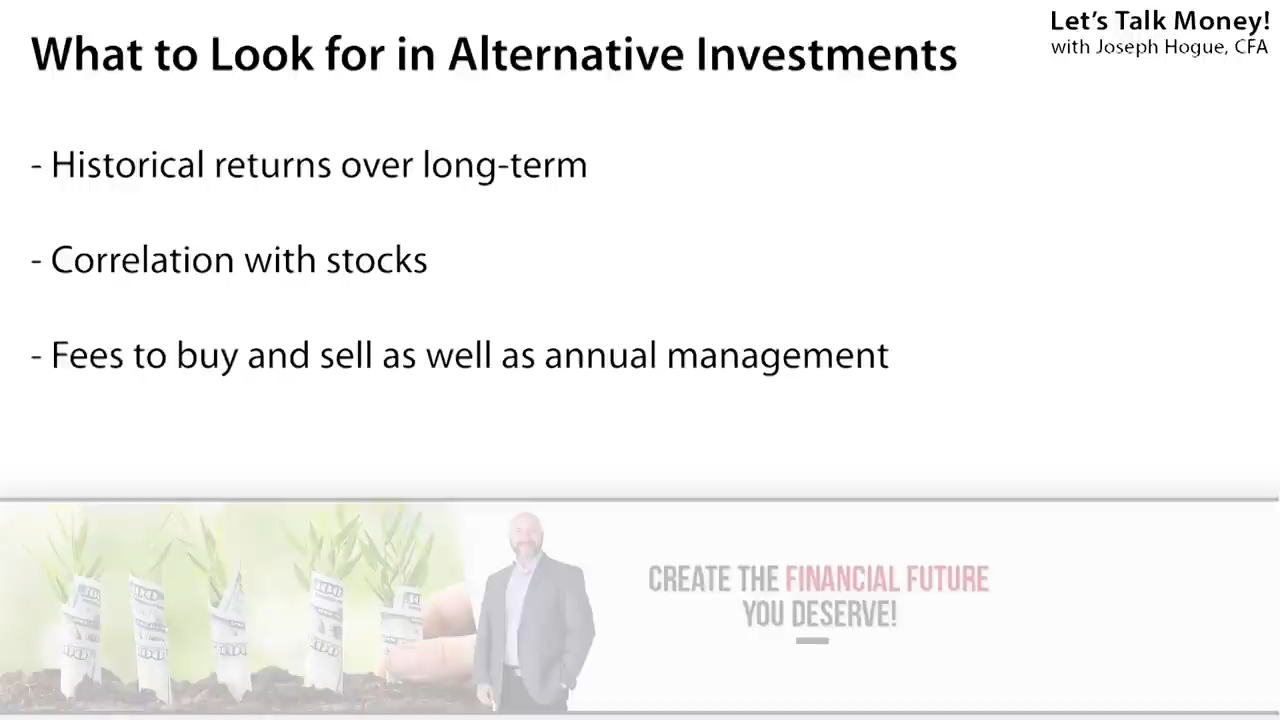 Let's Talk Money!
with Joseph Hogue, CFA
What to Look for in Alternative Investments
- Historical returns over long-term
- Correlation with stocks
- Fees to buy and sell as well as annual management
CREATE THE FINANCIAL FUTURE
YOU DESERVE!